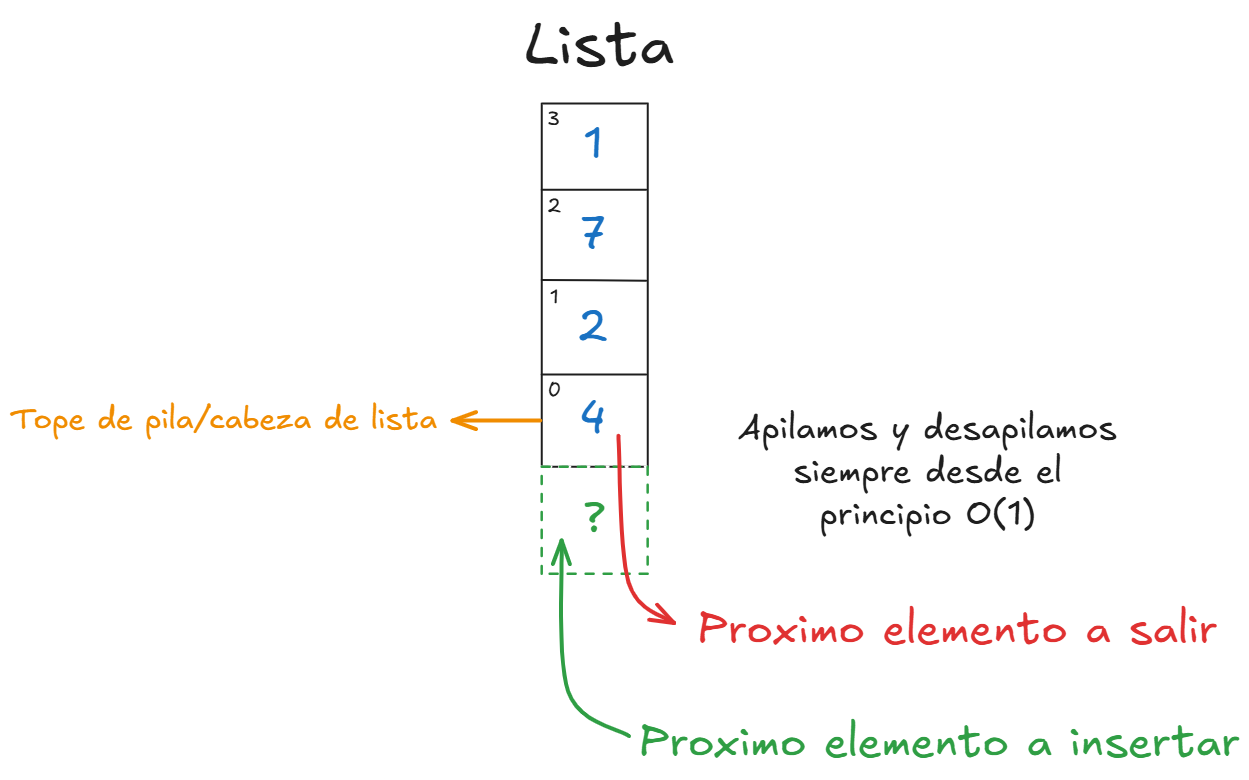 Lista
3
1
2
7
1
2
0
4
Tope de pila/cabeza de lista
Apilamos y desapilamos
siempre desde el
principio O(1)
?
Proximo elemento a salir
Proximo elemento a insertar